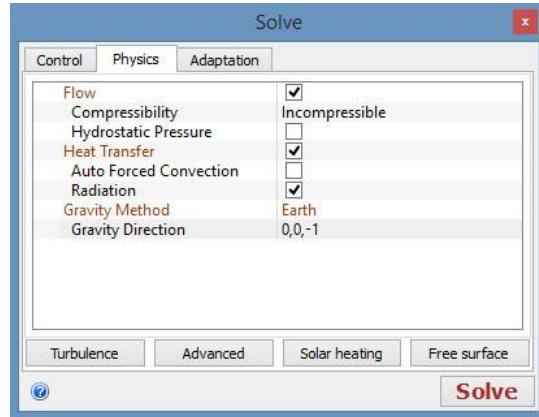 Solve
Control Physics Adaptation
Flow
Compressibility Incompressible
Hydrostatic Pressure
Heat Transfer
Auto Forced Convection
Radiation
Gravity Method Earth
Gravity Direction 0,0,-1
Turbulence Advanced Solar heating Free surface
Solve